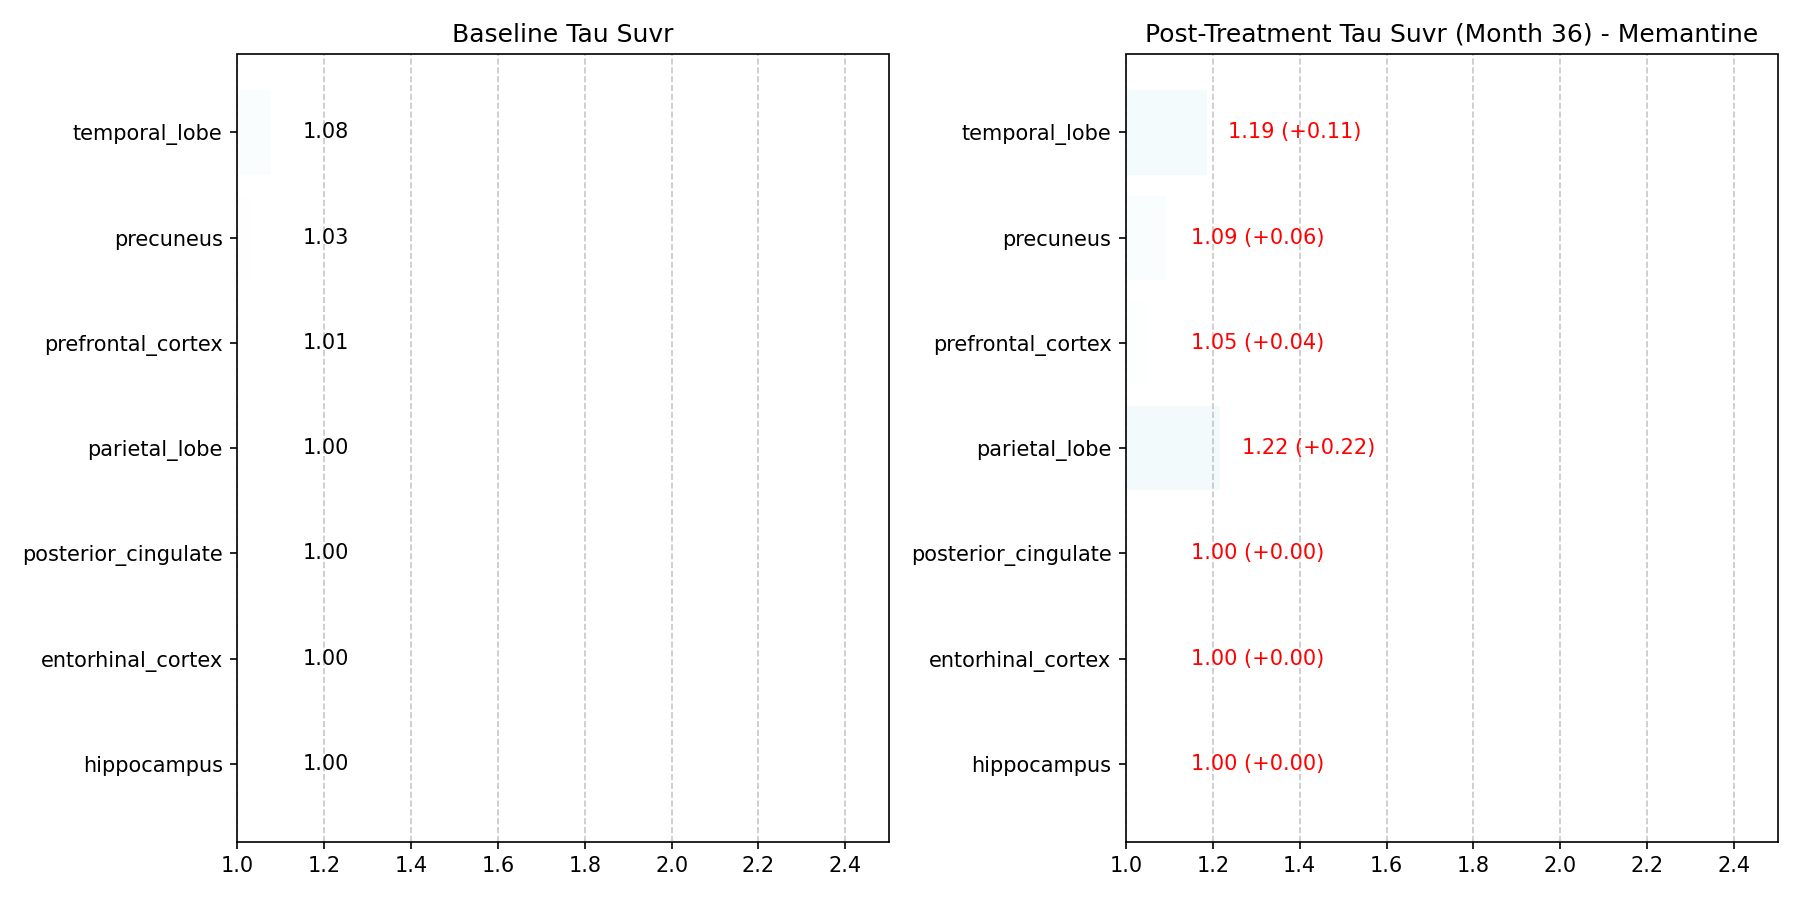 Baseline Tau Suvr
temporal_lobe
1.08
precuneus
1.03
prefrontal_cortex
1.01
parietal_lobe
1.00
posterior_cingulate
1.00
entorhinal_cortex
1.00
hippocampus
1.00
1.0 1.2 1.4 1.6 1.8 2.0 2.2 2.4
Post-Treatment Tau Suvr (Month 36) - Memantine
temporal_lobe
1.19 (+0.11)
precuneus
1.09 (+0.06)
prefrontal_cortex
1.05 (+0.04)
parietal_lobe
1.22 (+0.22)
posterior_cingulate
1.00 (+0.00)
entorhinal_cortex
1.00 (+0.00)
hippocampus
1.00 (+0.00)
1.0 1.2 1.4 1.6 1.8 2.0 2.2 2.4